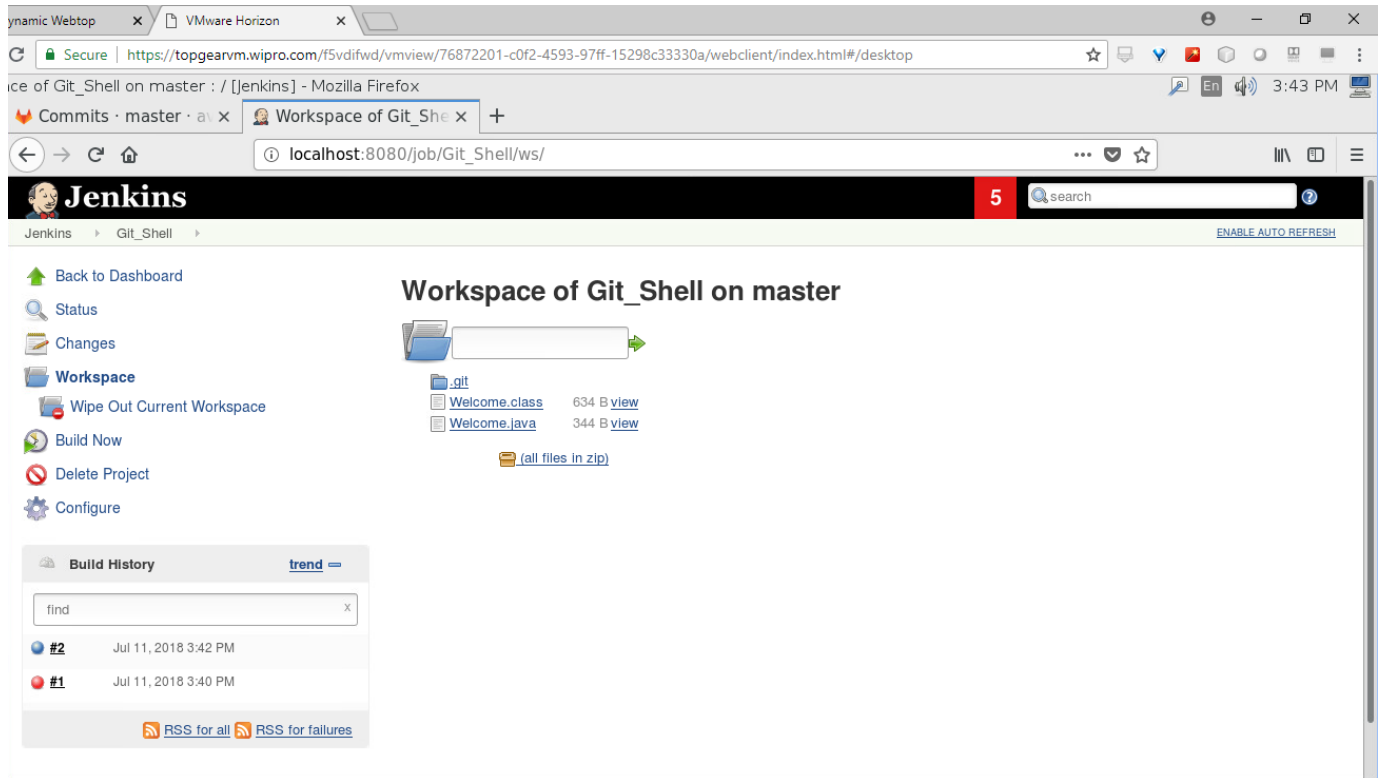 ynamic Webtop VMware Horizon
Secure https://topgearvm.wipro.com/f5vdifwd/vmview/76872201-c0f2-4593-97ff-15298c33330a/webclient/index.html#/desktop
ce of Git_Shell on master : / [Jenkins] - Mozilla Firefox En 3:43 PM
Commits · master · av Workspace of Git_She
localhost:8080/job/Git_Shell/ws/
Jenkins 5 search
Jenkins Git_Shell ENABLE AUTO REFRESH
Back to Dashboard
Status
Changes
Workspace
Wipe Out Current Workspace
Build Now
Delete Project
Configure
Workspace of Git_Shell on master
.git
Welcome.class 634 B view
Welcome.java 344 B view
(all files in zip)
Build History trend
find x
#2 Jul 11, 2018 3:42 PM
#1 Jul 11, 2018 3:40 PM
RSS for all RSS for failures